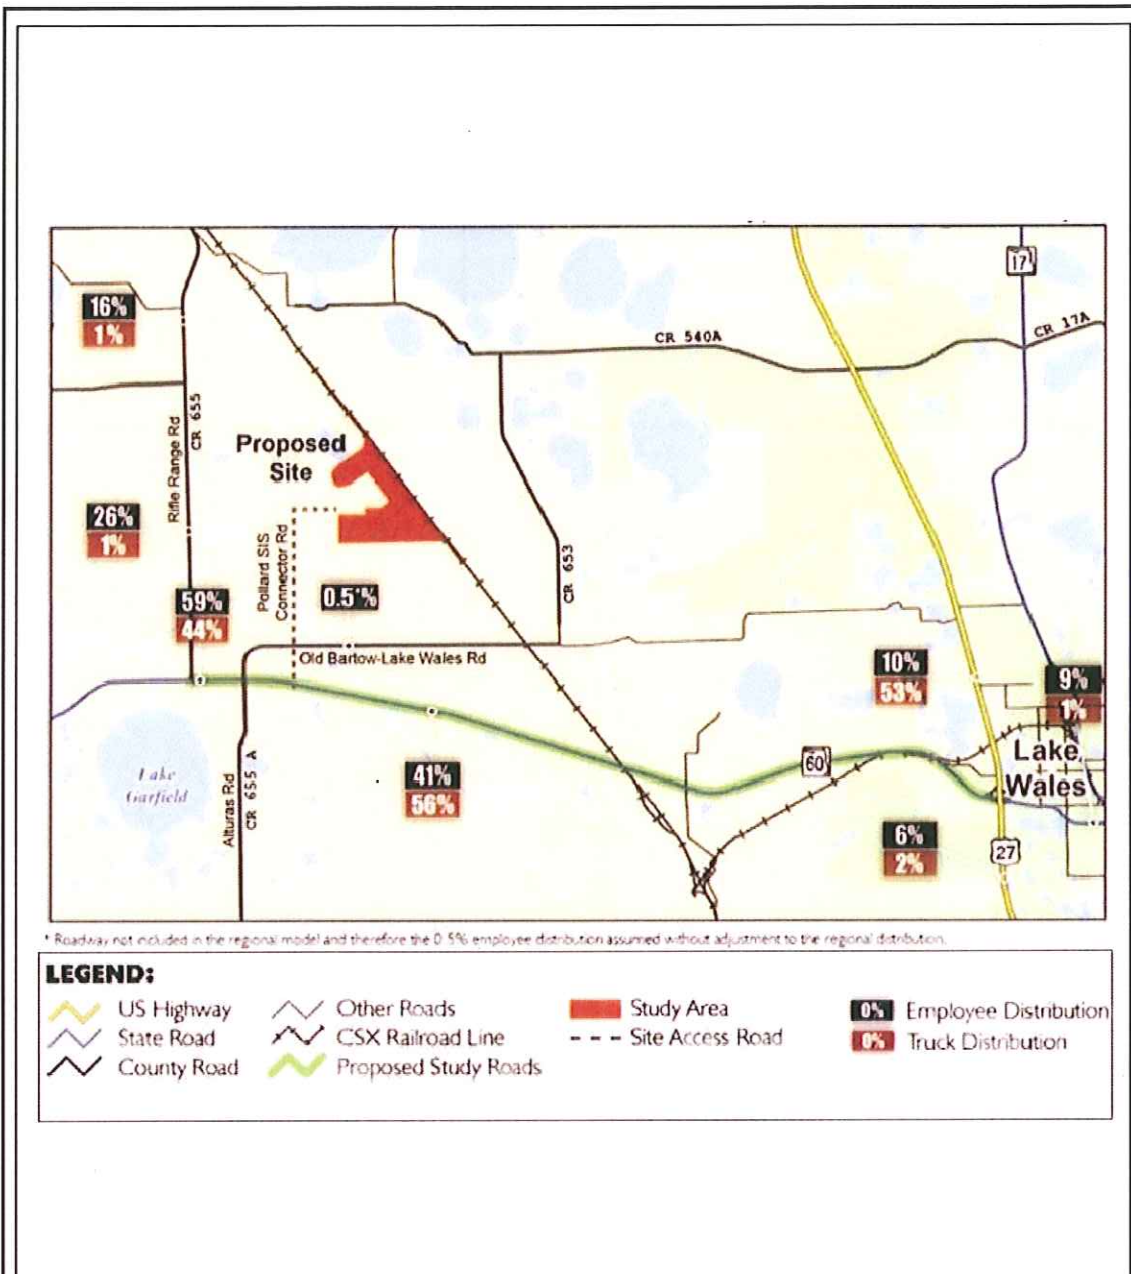 17
16%
1%
CR 540A
CR 17A
Rifle Range Rd
CR 655
Proposed
Site
26%
1%
Pollard SIS
Connector Rd
CR 653
59%
44%
0.5*%
Old Bartow-Lake Wales Rd
10%
53%
9%
1%
Lake
Garfield
Alturas Rd
CR 655 A
41%
56%
60
Lake
Wales
6%
2%
27
* Roadway not included in the regional model and therefore the 0.5% employee distribution assumed without adjustment to the regional distribution.
LEGEND:
US Highway
Other Roads
Study Area
0% Employee Distribution
State Road
CSX Railroad Line
Site Access Road
0% Truck Distribution
County Road
Proposed Study Roads